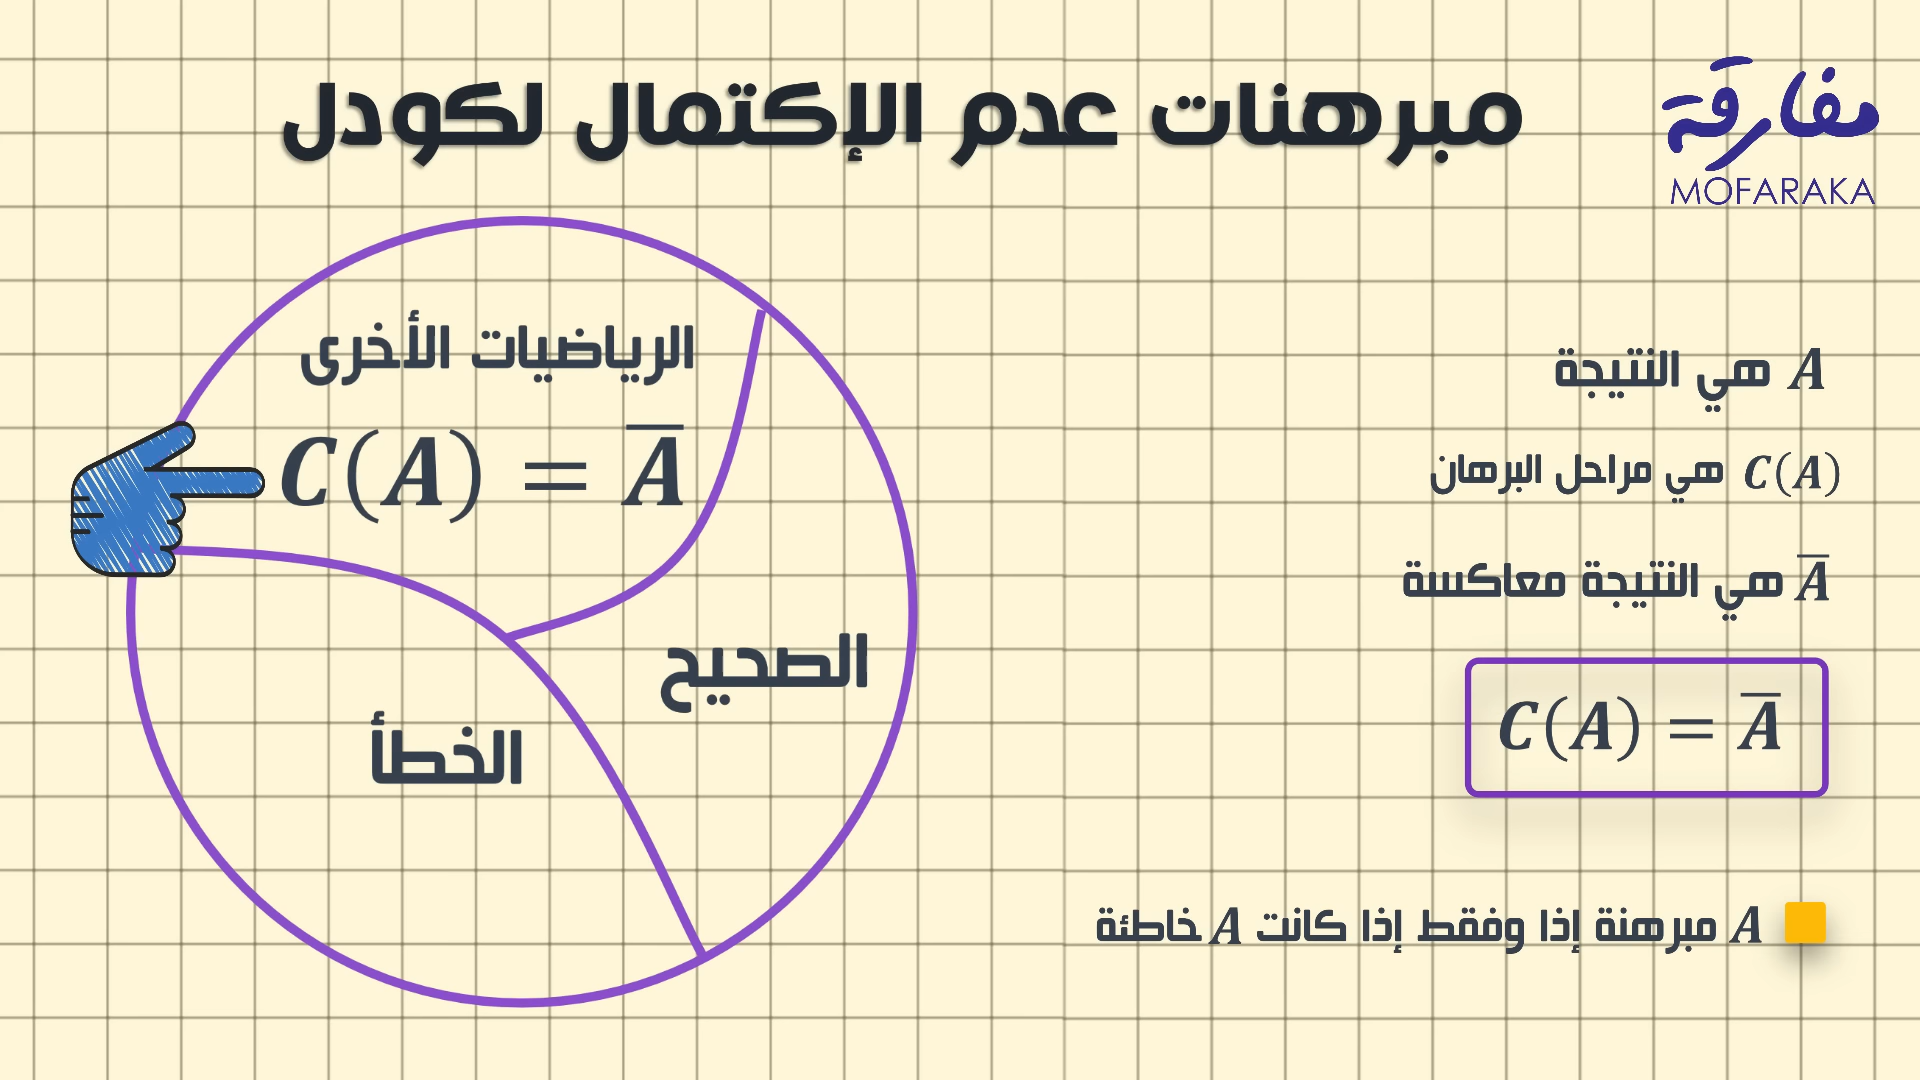 مبرهنات عدم الإكتمال لكودل
مفارقة
MOFARAKA
A هي النتيجة
C(A) هي مراحل البرهان
A̅ هي النتيجة معاكسة
C(A) = A̅
A مبرهنة إذا وفقط إذا كانت A خاطئة
الرياضيات الأخرى
C(A) = A̅
الصحيح
الخطأ